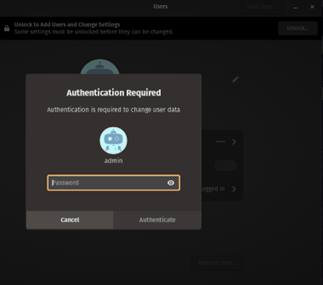 Users
Unlock to Add Users and Change Settings
Some settings must be unlocked before they can be changed.
Unlock...
Authentication Required
Authentication is required to change user data
admin
Password
Cancel
Authenticate